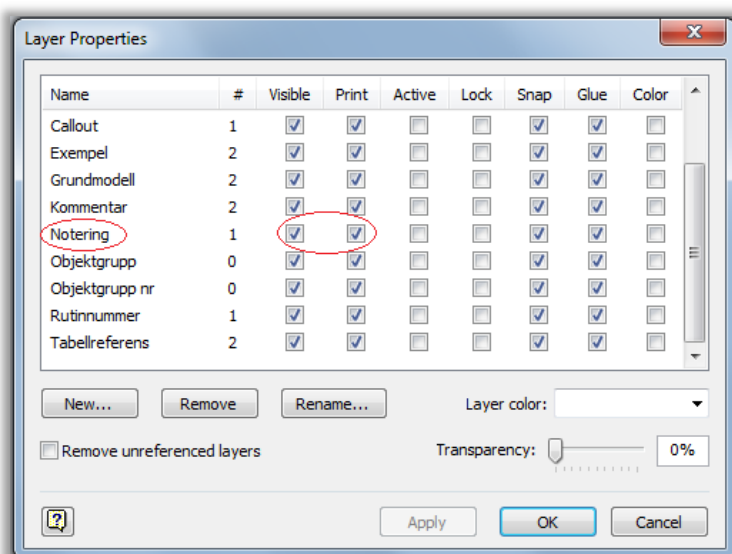 Layer Properties
Name # Visible Print Active Lock Snap Glue Color
Callout 1
Exempel 2
Grundmodell 2
Kommentar 2
Notering 1
Objektgrupp 0
Objektgrupp nr 0
Rutinnummer 1
Tabellreferens 2
New... Remove Rename... Layer color:
Remove unreferenced layers Transparency: 0%
? Apply OK Cancel